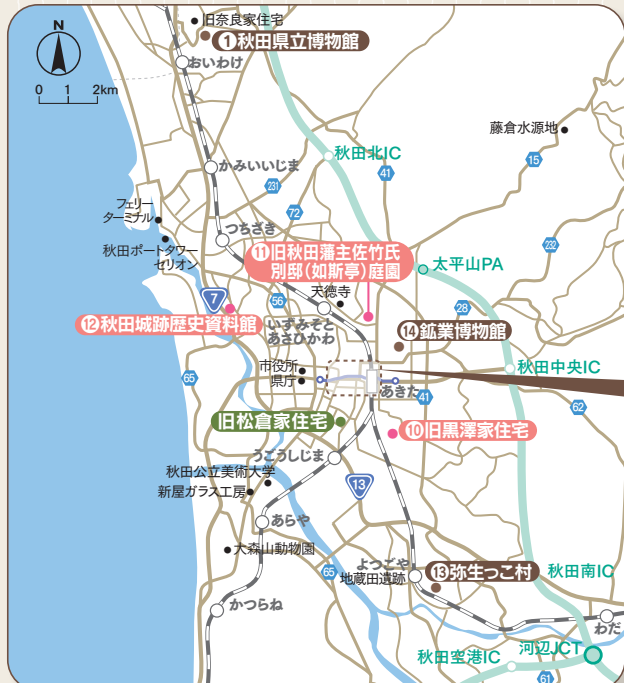 N
0 1 2km
旧奈良家住宅
①秋田県立博物館
おいわけ
藤倉水源地
秋田北IC
15
41
かみいいじま
231
72
フェリー
ターミナル
つちざき
232
秋田ポートタワー
セリオン
⑪旧秋田藩主佐竹氏
別邸(如斯亭)庭園
太平山PA
天徳寺
7
56
28
⑫秋田城跡歴史資料館
いずみそと
あさひかわ
⑭鉱業博物館
市役所
県庁
秋田中央IC
65
あきた
41
62
旧松倉家住宅
⑩旧黒澤家住宅
うごうしじま
秋田公立美術大学
新屋ガラス工房
13
あらや
大森山動物園
65
よつごや
地蔵田遺跡
⑬弥生っこ村
秋田南IC
かつらね
わだ
秋田空港IC
河辺JCT
61